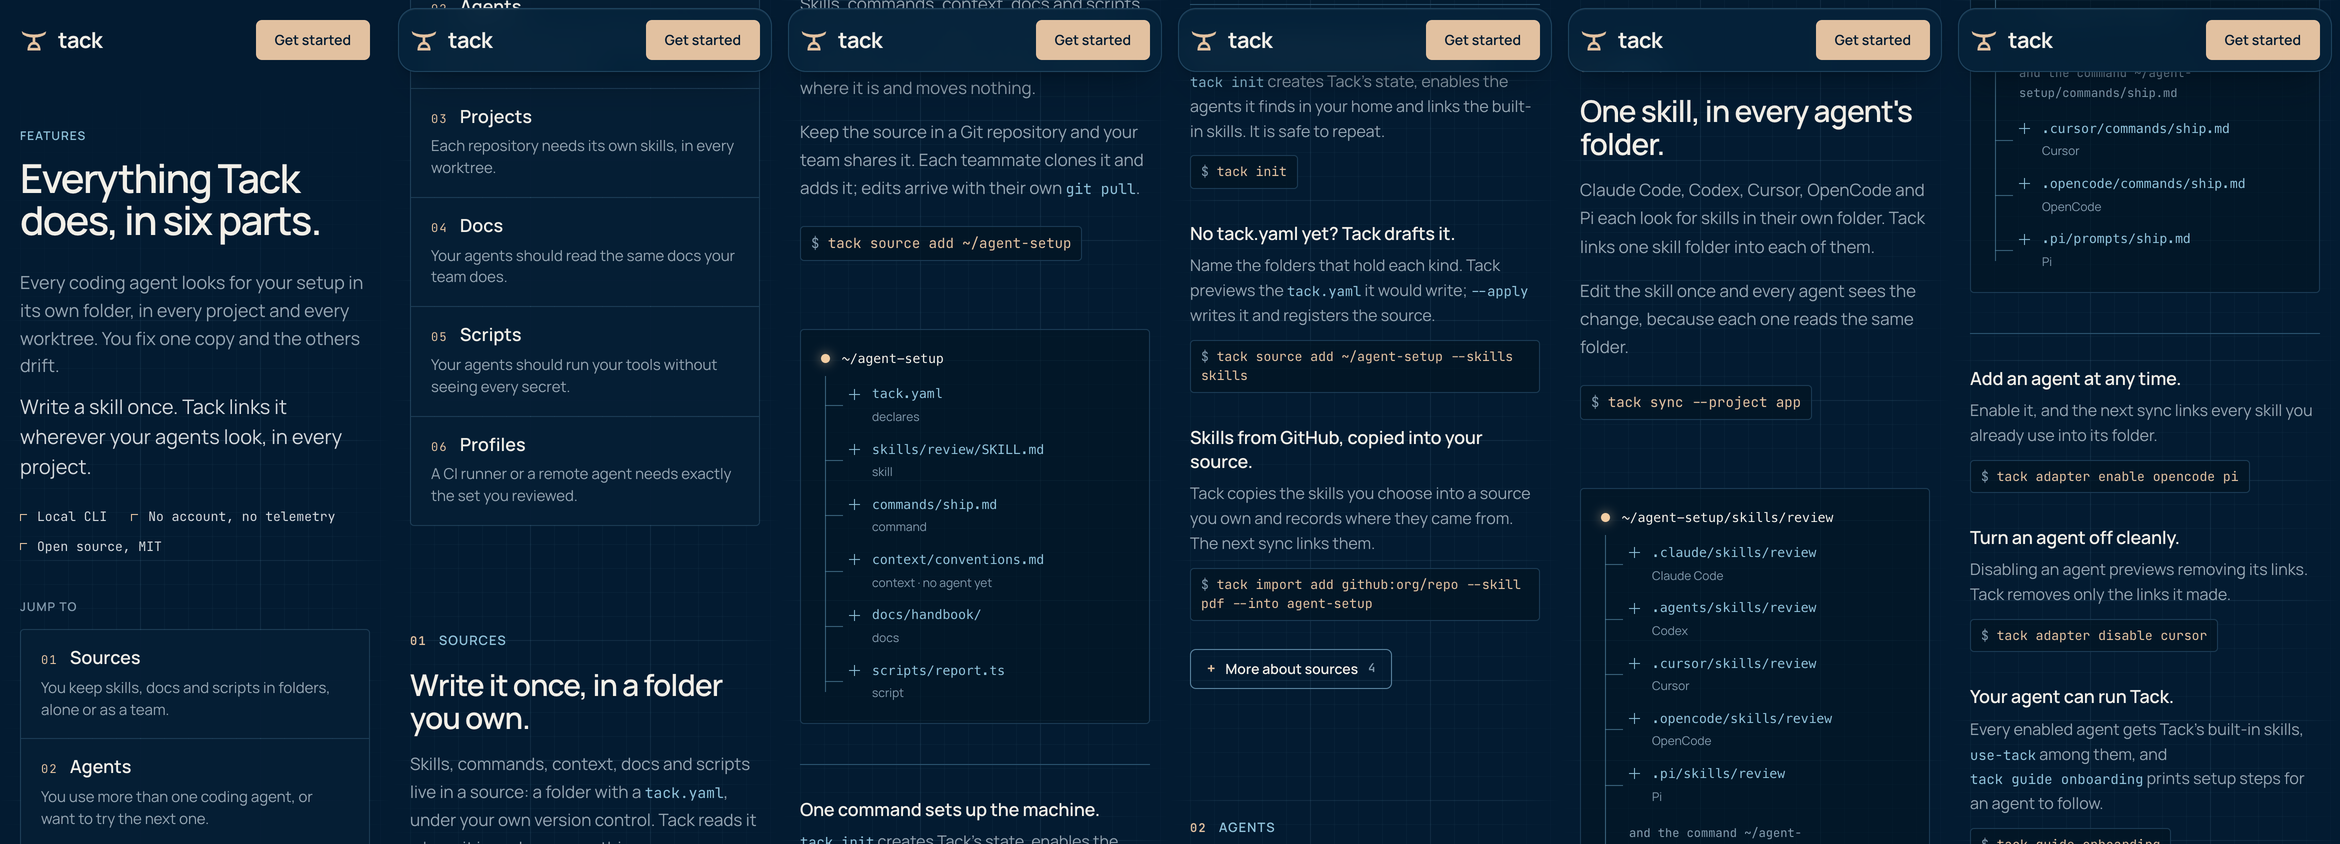 tack
Get started
FEATURES
Everything Tack
does, in six parts.
Every coding agent looks for your setup in
its own folder, in every project and every
worktree. You fix one copy and the others
drift.
Write a skill once. Tack links it
wherever your agents look, in every
project.
Local CLI
No account, no telemetry
Open source, MIT
JUMP TO
01 Sources
You keep skills, docs and scripts in folders,
alone or as a team.
02 Agents
You use more than one coding agent, or
want to try the next one.
02 Agents
tack
Get started
03 Projects
Each repository needs its own skills, in every
worktree.
04 Docs
Your agents should read the same docs your
team does.
05 Scripts
Your agents should run your tools without
seeing every secret.
06 Profiles
A CI runner or a remote agent needs exactly
the set you reviewed.
01 SOURCES
Write it once, in a folder
you own.
Skills, commands, context, docs and scripts
live in a source: a folder with a tack.yaml,
under your own version control. Tack reads it
Skills, commands, context, docs and scripts
tack
Get started
where it is and moves nothing.
Keep the source in a Git repository and your
team shares it. Each teammate clones it and
adds it; edits arrive with their own git pull.
$ tack source add ~/agent-setup
~/agent-setup
tack.yaml
declares
skills/review/SKILL.md
skill
commands/ship.md
command
context/conventions.md
context · no agent yet
docs/handbook/
docs
scripts/report.ts
script
One command sets up the machine.
tack init creates Tack's state, enables the
tack
Get started
tack init creates Tack's state, enables the
agents it finds in your home and links the built-
in skills. It is safe to repeat.
$ tack init
No tack.yaml yet? Tack drafts it.
Name the folders that hold each kind. Tack
previews the tack.yaml it would write; --apply
writes it and registers the source.
$ tack source add ~/agent-setup --skills
skills
Skills from GitHub, copied into your
source.
Tack copies the skills you choose into a source
you own and records where they came from.
The next sync links them.
$ tack import add github:org/repo --skill
pdf --into agent-setup
+ More about sources 4
02 AGENTS
tack
Get started
One skill, in every agent's
folder.
Claude Code, Codex, Cursor, OpenCode and
Pi each look for skills in their own folder. Tack
links one skill folder into each of them.
Edit the skill once and every agent sees the
change, because each one reads the same
folder.
$ tack sync --project app
~/agent-setup/skills/review
.claude/skills/review
Claude Code
.agents/skills/review
Codex
.cursor/skills/review
Cursor
.opencode/skills/review
OpenCode
.pi/skills/review
Pi
and the command ~/agent-
tack
Get started
and the command ~/agent-
setup/commands/ship.md
.cursor/commands/ship.md
Cursor
.opencode/commands/ship.md
OpenCode
.pi/prompts/ship.md
Pi
Add an agent at any time.
Enable it, and the next sync links every skill you
already use into its folder.
$ tack adapter enable opencode pi
Turn an agent off cleanly.
Disabling an agent previews removing its links.
Tack removes only the links it made.
$ tack adapter disable cursor
Your agent can run Tack.
Every enabled agent gets Tack's built-in skills,
use-tack among them, and
tack guide onboarding prints setup steps for
an agent to follow.
$ tack guide onboarding